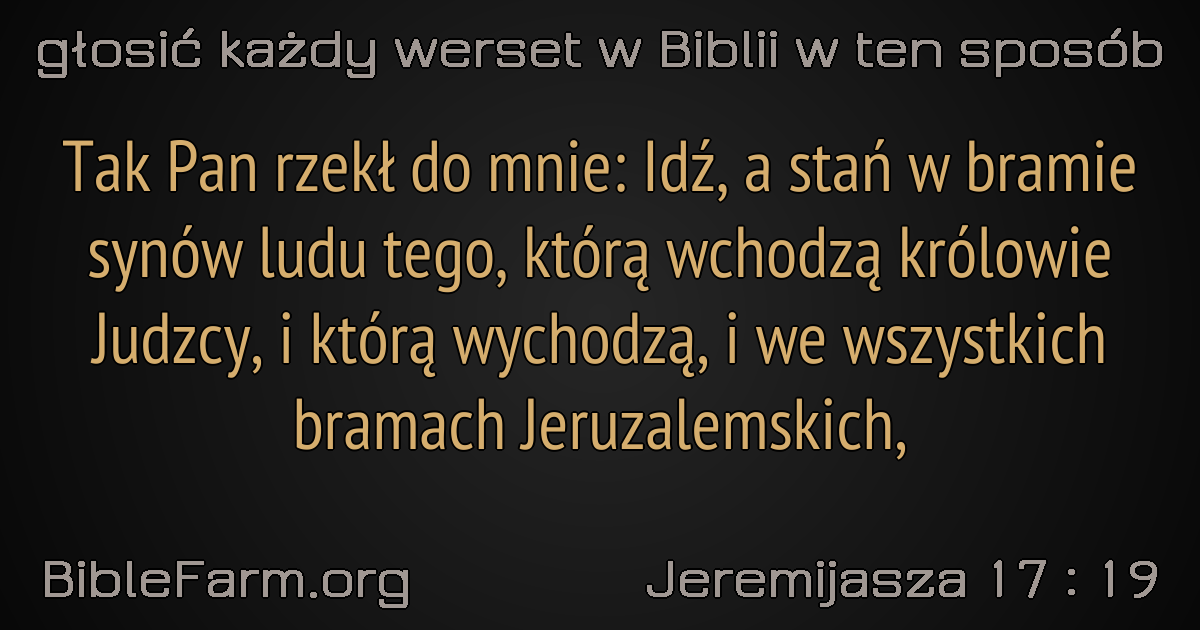 głosić każdy werset w Biblii w ten sposób
Tak Pan rzekł do mnie: Idź, a stań w bramie
synów ludu tego, którą wchodzą królowie
Judzcy, i którą wychodzą, i we wszystkich
bramach Jeruzalemskich,
BibleFarm.org
Jeremijasza 17 : 19